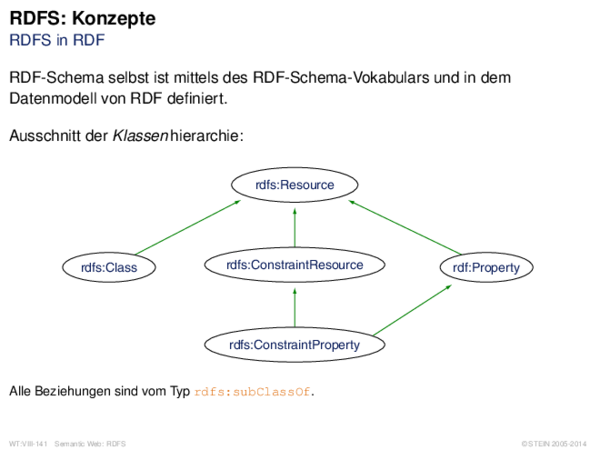 RDFS: Konzepte
RDFS in RDF
RDF-Schema selbst ist mittels des RDF-Schema-Vokabulars und in dem
Datenmodell von RDF definiert.
Ausschnitt der Klassenhierarchie:
rdfs:Resource
rdfs:Class
rdfs:ConstraintResource
rdf:Property
rdfs:ConstraintProperty
Alle Beziehungen sind vom Typ rdfs:subClassOf.
WT:VIII-141 Semantic Web: RDFS
© STEIN 2005-2014